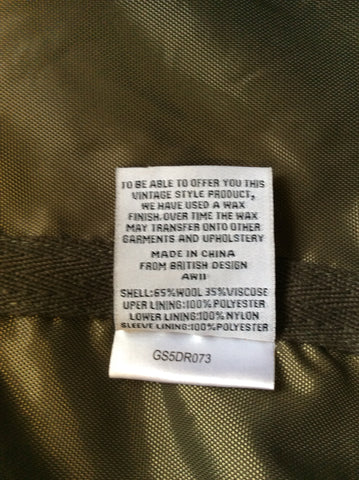 TO BE ABLE TO OFFER YOU THIS
VINTAGE STYLE PRODUCT,
WE HAVE USED A WAX
FINISH. OVER TIME THE WAX
MAY TRANSFER ONTO OTHER
GARMENTS AND UPHOLSTERY
MADE IN CHINA
FROM BRITISH DESIGN
AW11
SHELL:65%WOOL 35%VISCOSE
UPER LINING:100%POLYESTER
LOWER LINING:100%NYLON
SLEEVE LINING:100%POLYESTER
GS5DR073